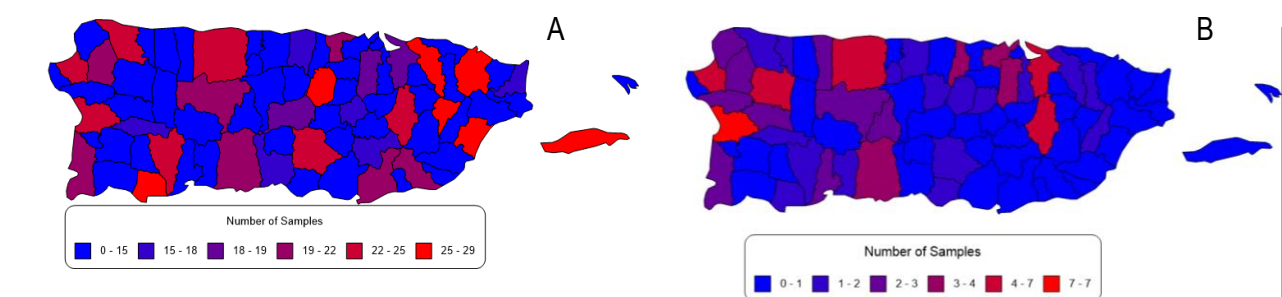 A
B
Number of Samples
0 - 15 15 - 18 18 - 19 19 - 22 22 - 25 25 - 29
Number of Samples
0 - 1 1 - 2 2 - 3 3 - 4 4 - 7 7 - 7